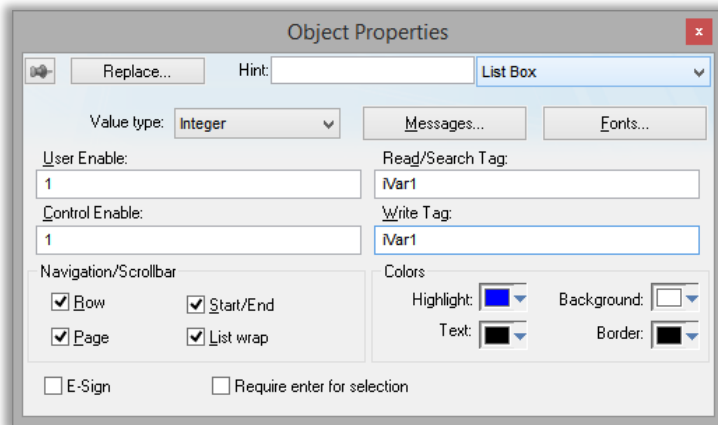 Object Properties
x
Replace... Hint: List Box
Value type: Integer Messages... Fonts...
User Enable: Read/Search Tag:
1 iVar1
Control Enable: Write Tag:
1 iVar1
Navigation/Scrollbar Colors
Row Start/End Highlight: Background:
Page List wrap Text: Border:
E-Sign Require enter for selection